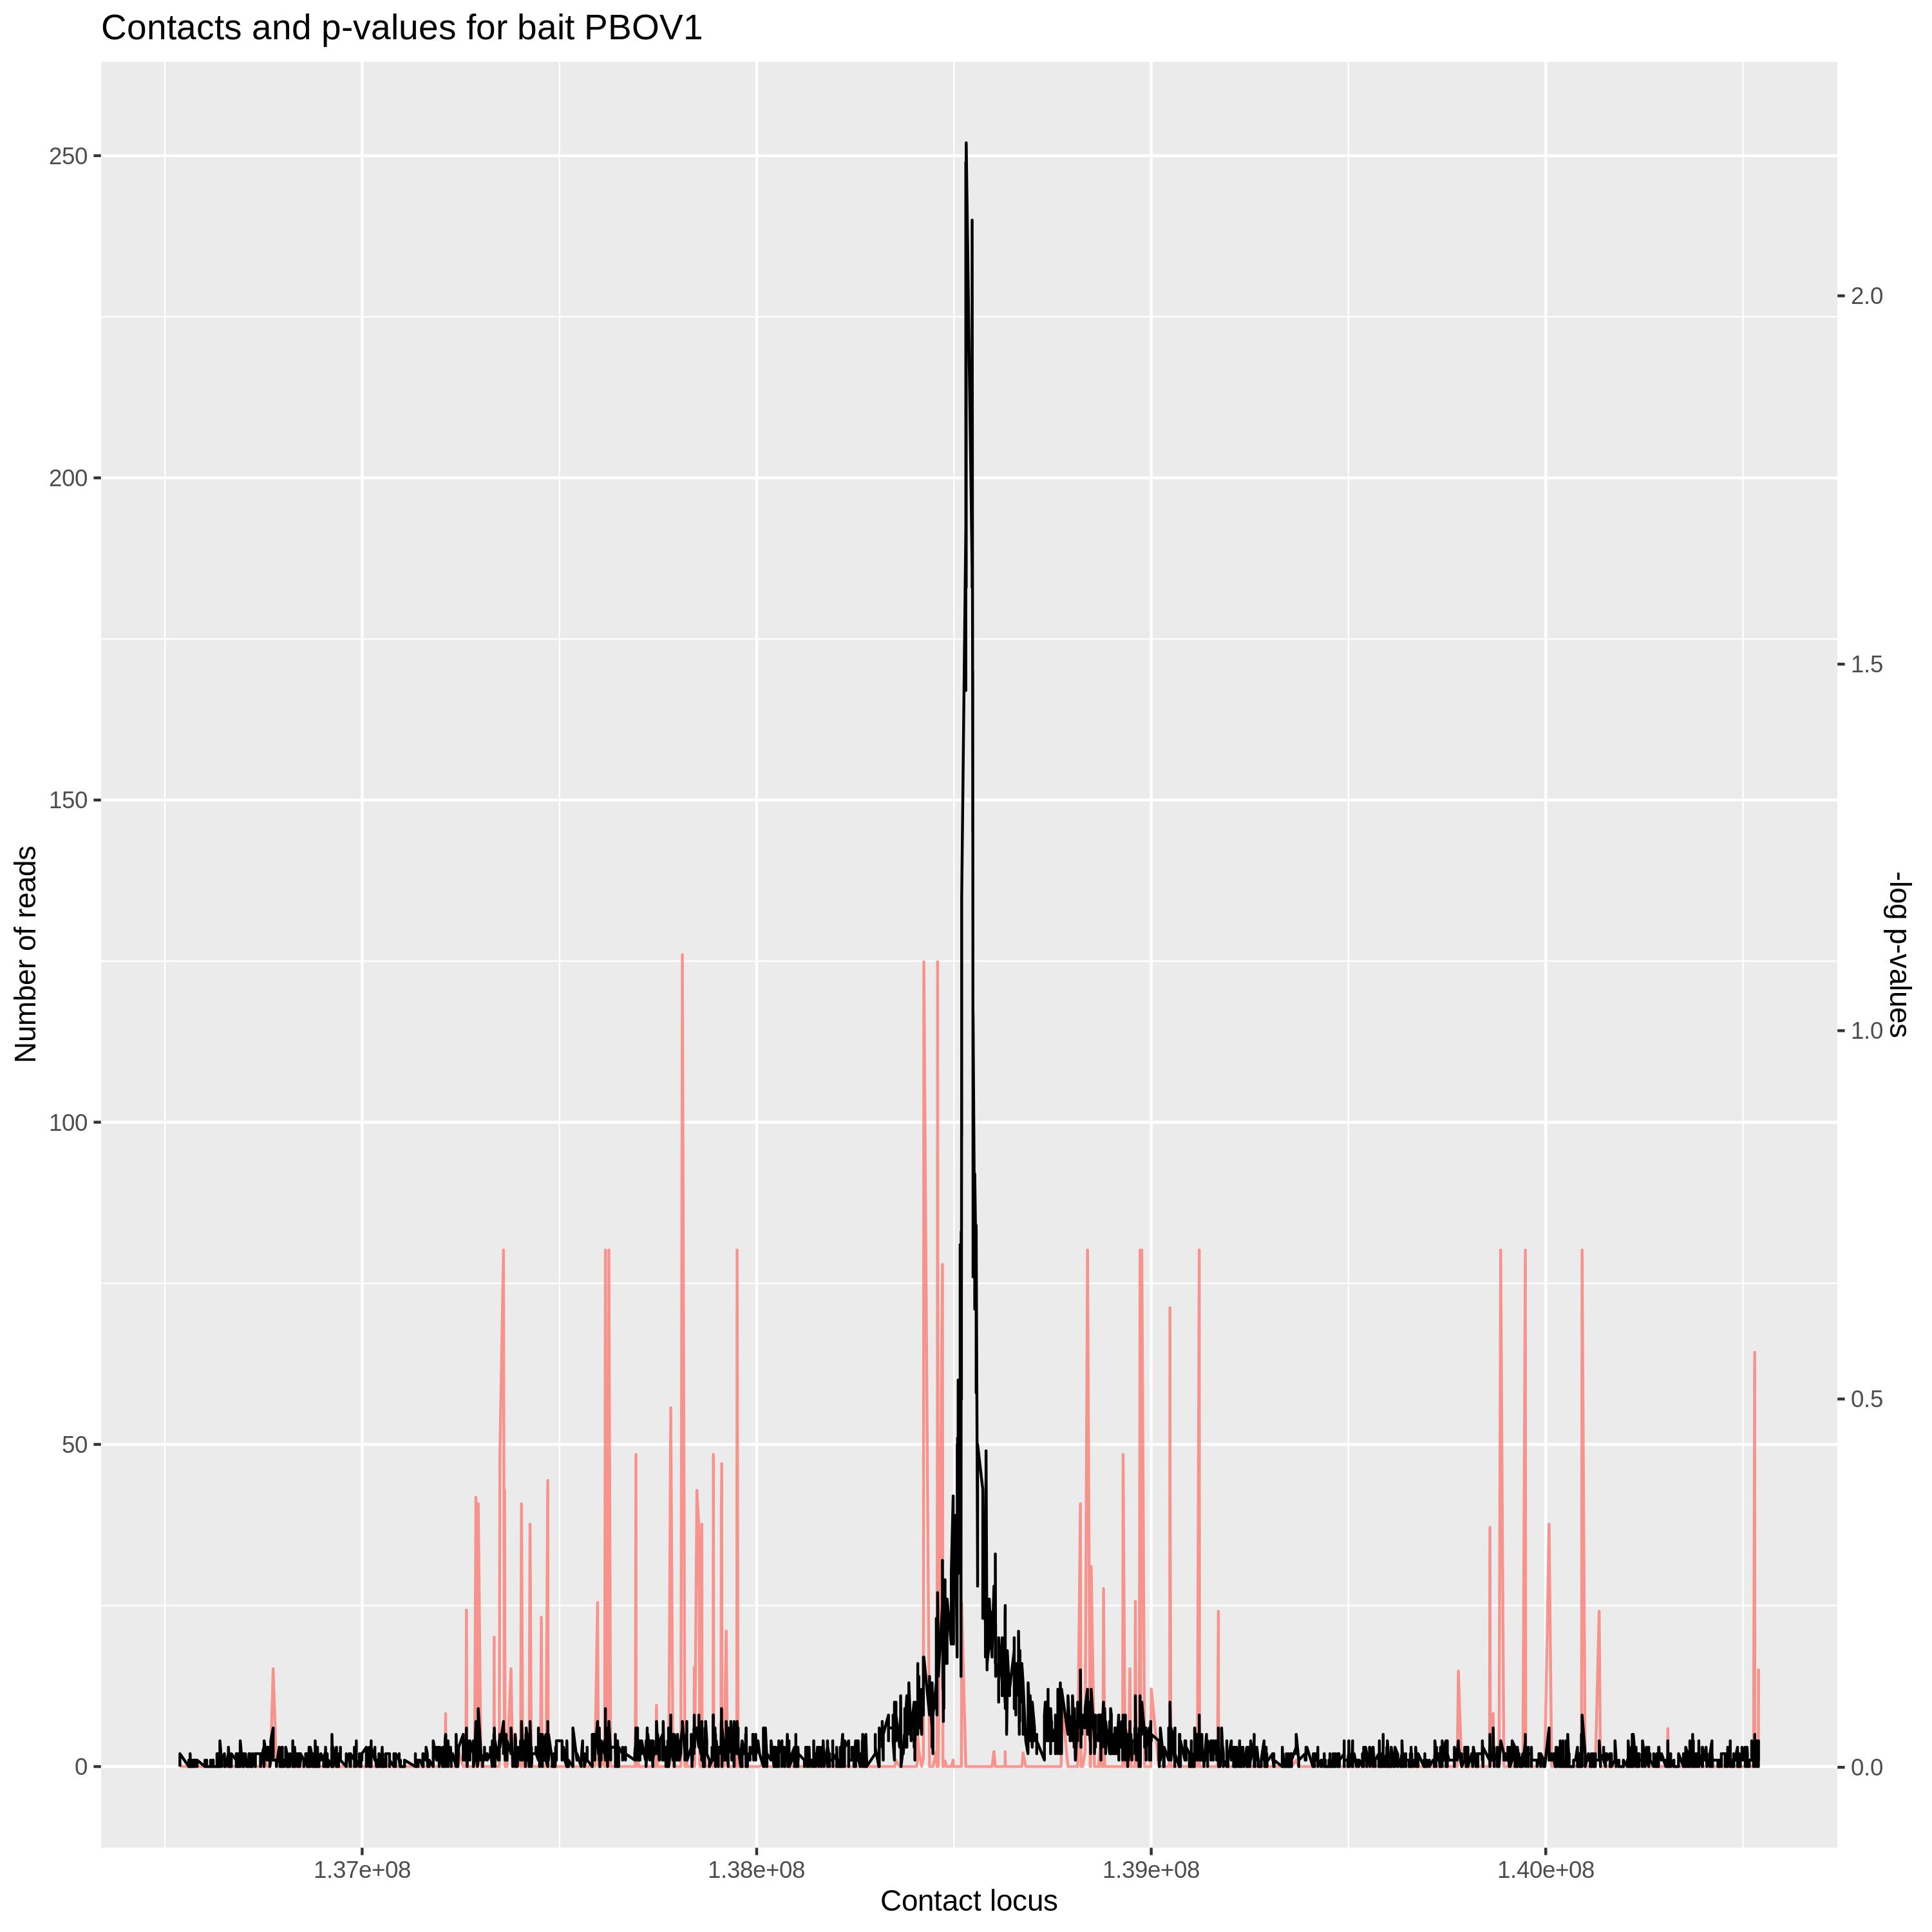 Contacts and p-values for bait PBOV1
250
200
150
100
50
0
Number of reads
2.0
1.5
1.0
0.5
0.0
-log p-values
1.37e+08
1.38e+08
1.39e+08
1.40e+08
Contact locus